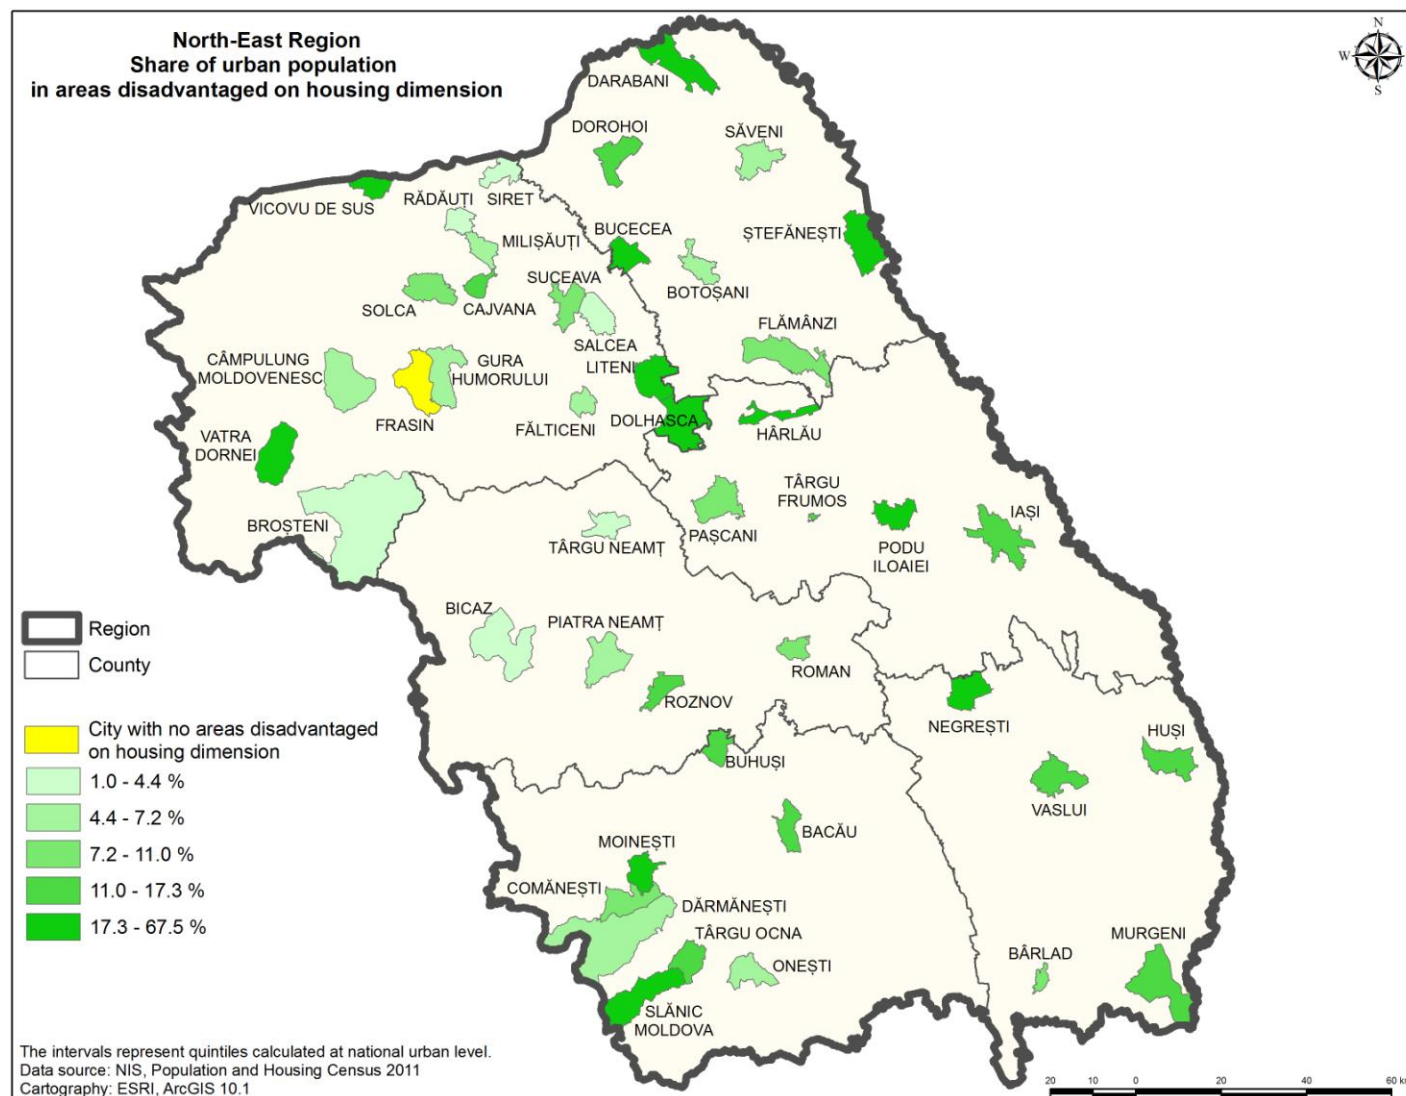 North-East Region
Share of urban population
in areas disadvantaged on housing dimension
N
W
S
DARABANI
DOROHOI
SĂVENI
VICOVU DE SUS
RĂDĂUȚI
SIRET
BUCECEA
ȘTEFĂNEȘTI
MILIȘĂUȚI
SUCEAVA
BOTOȘANI
SOLCA
CAJVANA
FLĂMÂNZI
SALCEA
CÂMPULUNG
MOLDOVENESC
GURA
HUMORULUI
LITENI
FRASIN
FĂLTICENI
DOLHASCA
HÂRLĂU
VATRA
DORNEI
TÂRGU
FRUMOS
IAȘI
BROȘTENI
TÂRGU NEAMȚ
PAȘCANI
PODU
ILOAIEI
BICAZ
PIATRA NEAMȚ
ROMAN
ROZNOV
NEGREȘTI
HUȘI
BUHUȘI
VASLUI
BACĂU
MOINEȘTI
COMĂNEȘTI
DĂRMĂNEȘTI
TÂRGU OCNA
ONEȘTI
BÂRLAD
MURGENI
SLĂNIC
MOLDOVA
Region
County
City with no areas disadvantaged
on housing dimension
1.0 - 4.4 %
4.4 - 7.2 %
7.2 - 11.0 %
11.0 - 17.3 %
17.3 - 67.5 %
The intervals represent quintiles calculated at national urban level.
Data source: NIS, Population and Housing Census 2011
Cartography: ESRI, ArcGIS 10.1
20 10 0 20 40 60